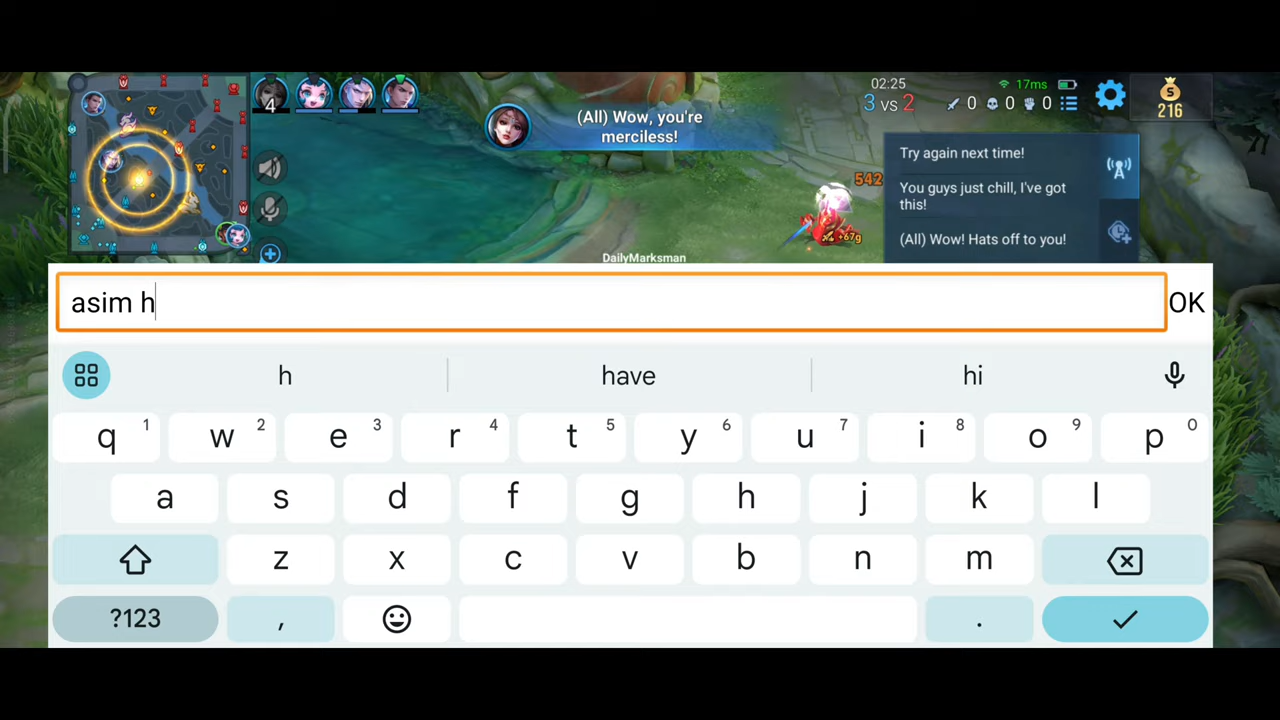 4
(All) Wow, you're
merciless!
02:25
3 vs 2
17ms
0 0 0
216
542
+67g
Try again next time!
You guys just chill, I've got
this!
(All) Wow! Hats off to you!
DailyMarksman
asim h
OK
h have hi
q 1 w 2 e 3 r 4 t 5 y 6 u 7 i 8 o 9 p 0
a s d f g h j k l
z x c v b n m
?123 , .